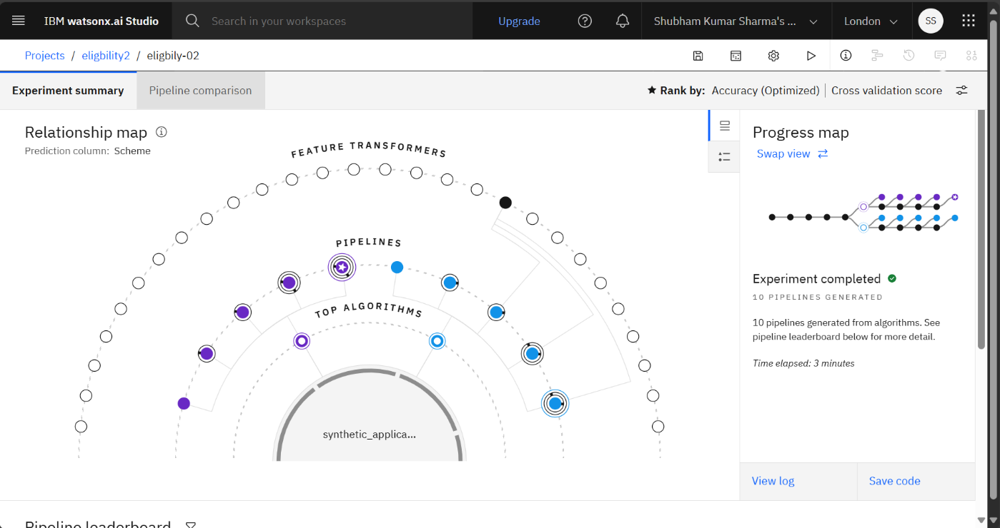 IBM watsonx.ai Studio
Search in your workspaces
Upgrade
Shubham Kumar Sharma's ...
London
SS
Projects / eligbility2 / eligbily-02
Experiment summary
Pipeline comparison
Rank by: Accuracy (Optimized) | Cross validation score
Relationship map
Prediction column: Scheme
FEATURE TRANSFORMERS
PIPELINES
TOP ALGORITHMS
synthetic_applica...
Progress map
Swap view
Experiment completed
10 PIPELINES GENERATED
10 pipelines generated from algorithms. See
pipeline leaderboard below for more detail.
Time elapsed: 3 minutes
View log
Save code
Pipeline leaderboard